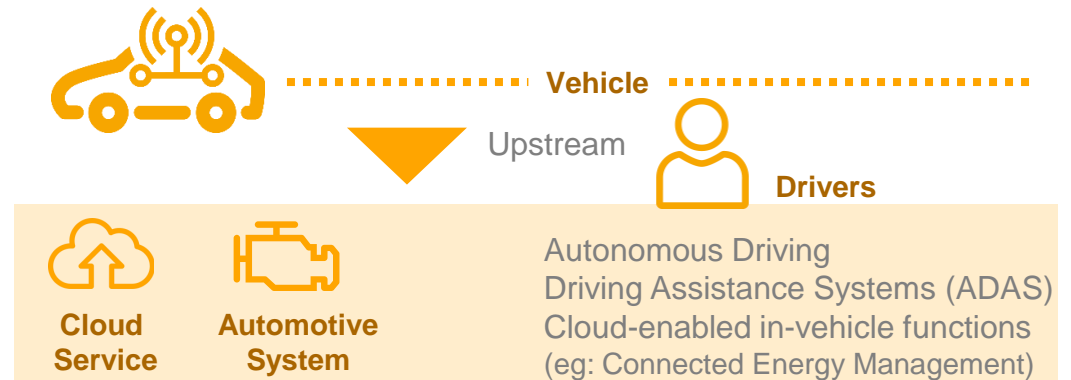 Vehicle
Upstream
Drivers
Cloud
Service
Automotive
System
Autonomous Driving
Driving Assistance Systems (ADAS)
Cloud-enabled in-vehicle functions
(eg: Connected Energy Management)